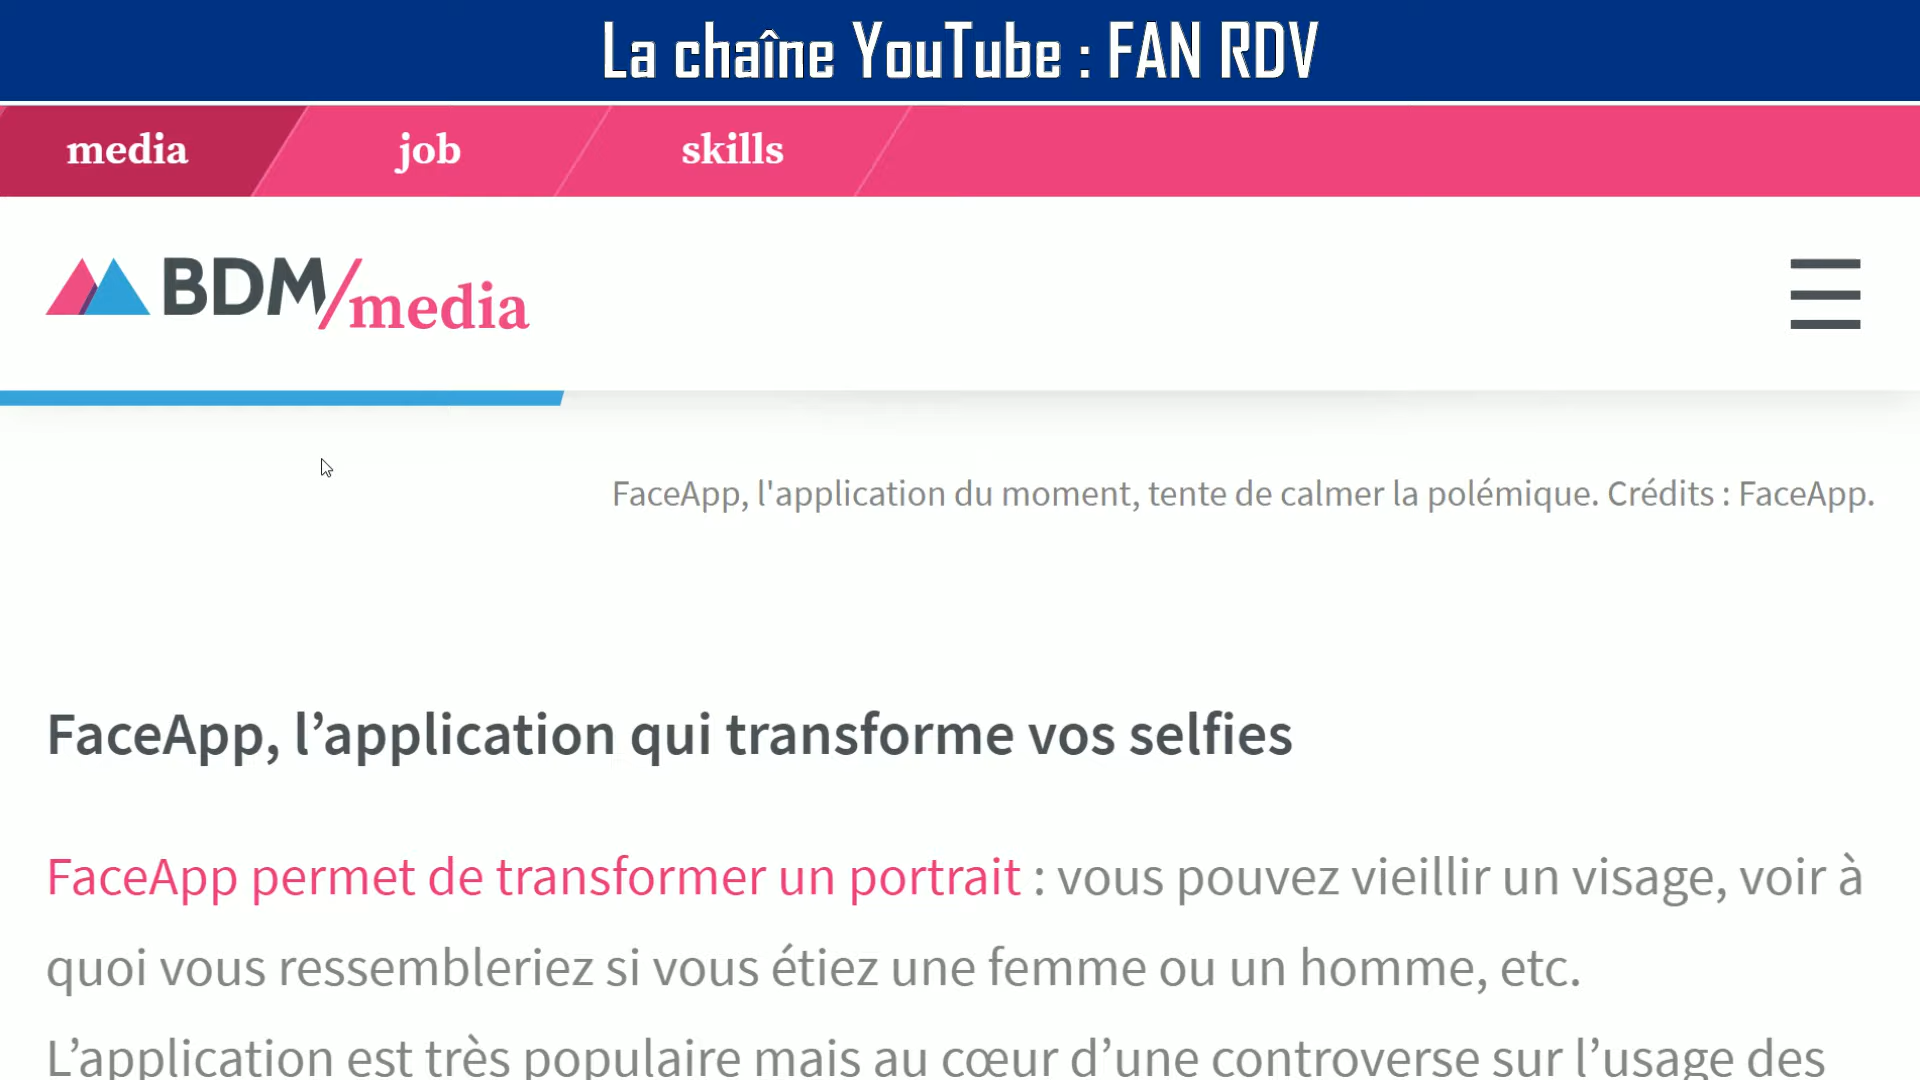 La chaîne YouTube : FAN RDV
media job skills
BDM/media
FaceApp, l'application du moment, tente de calmer la polémique. Crédits : FaceApp.
FaceApp, l’application qui transforme vos selfies
FaceApp permet de transformer un portrait : vous pouvez vieillir un visage, voir à
quoi vous ressembleriez si vous étiez une femme ou un homme, etc.
L’application est très populaire mais au cœur d’une controverse sur l’usage des